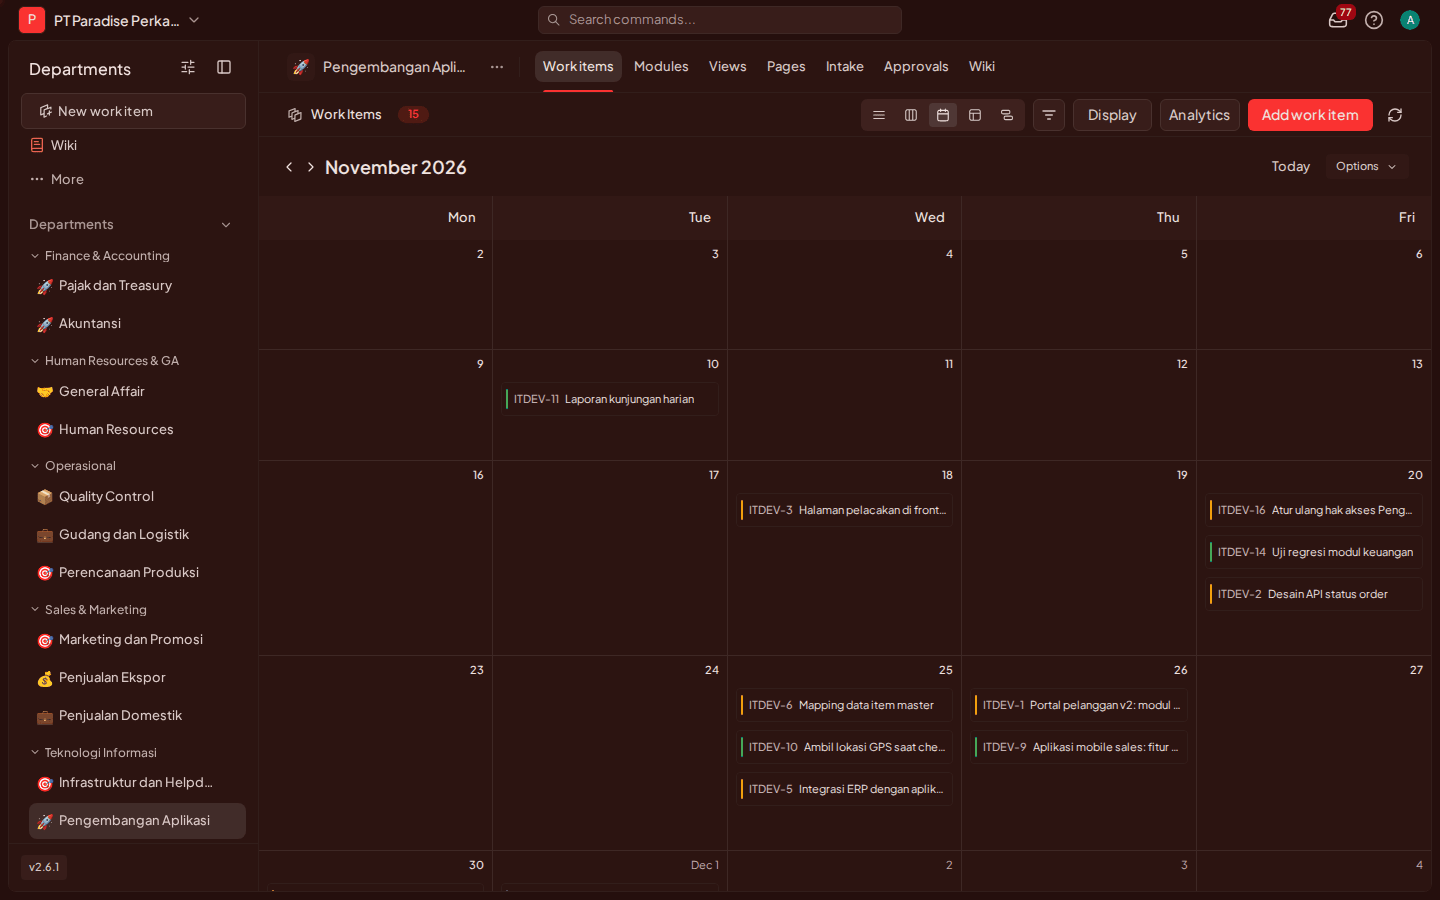 P PT Paradise Perka...
Search commands...
77
A
Departments
New work item
Wiki
More
Departments
Finance & Accounting
Pajak dan Treasury
Akuntansi
Human Resources & GA
General Affair
Human Resources
Operasional
Quality Control
Gudang dan Logistik
Perencanaan Produksi
Sales & Marketing
Marketing dan Promosi
Penjualan Ekspor
Penjualan Domestik
Teknologi Informasi
Infrastruktur dan Helpd...
Pengembangan Aplikasi
v2.6.1
Pengembangan Apli... Work items Modules Views Pages Intake Approvals Wiki
Work Items 15 Display Analytics Add work item
November 2026 Today Options
Mon Tue Wed Thu Fri
2 3 4 5 6
9 10 11 12 13
ITDEV-11 Laporan kunjungan harian
16 17 18 19 20
ITDEV-3 Halaman pelacakan di front... ITDEV-16 Atur ulang hak akses Peng...
ITDEV-14 Uji regresi modul keuangan
ITDEV-2 Desain API status order
23 24 25 26 27
ITDEV-6 Mapping data item master ITDEV-1 Portal pelanggan v2: modul ...
ITDEV-10 Ambil lokasi GPS saat che... ITDEV-9 Aplikasi mobile sales: fitur ...
ITDEV-5 Integrasi ERP dengan aplik...
30 Dec 1 2 3 4